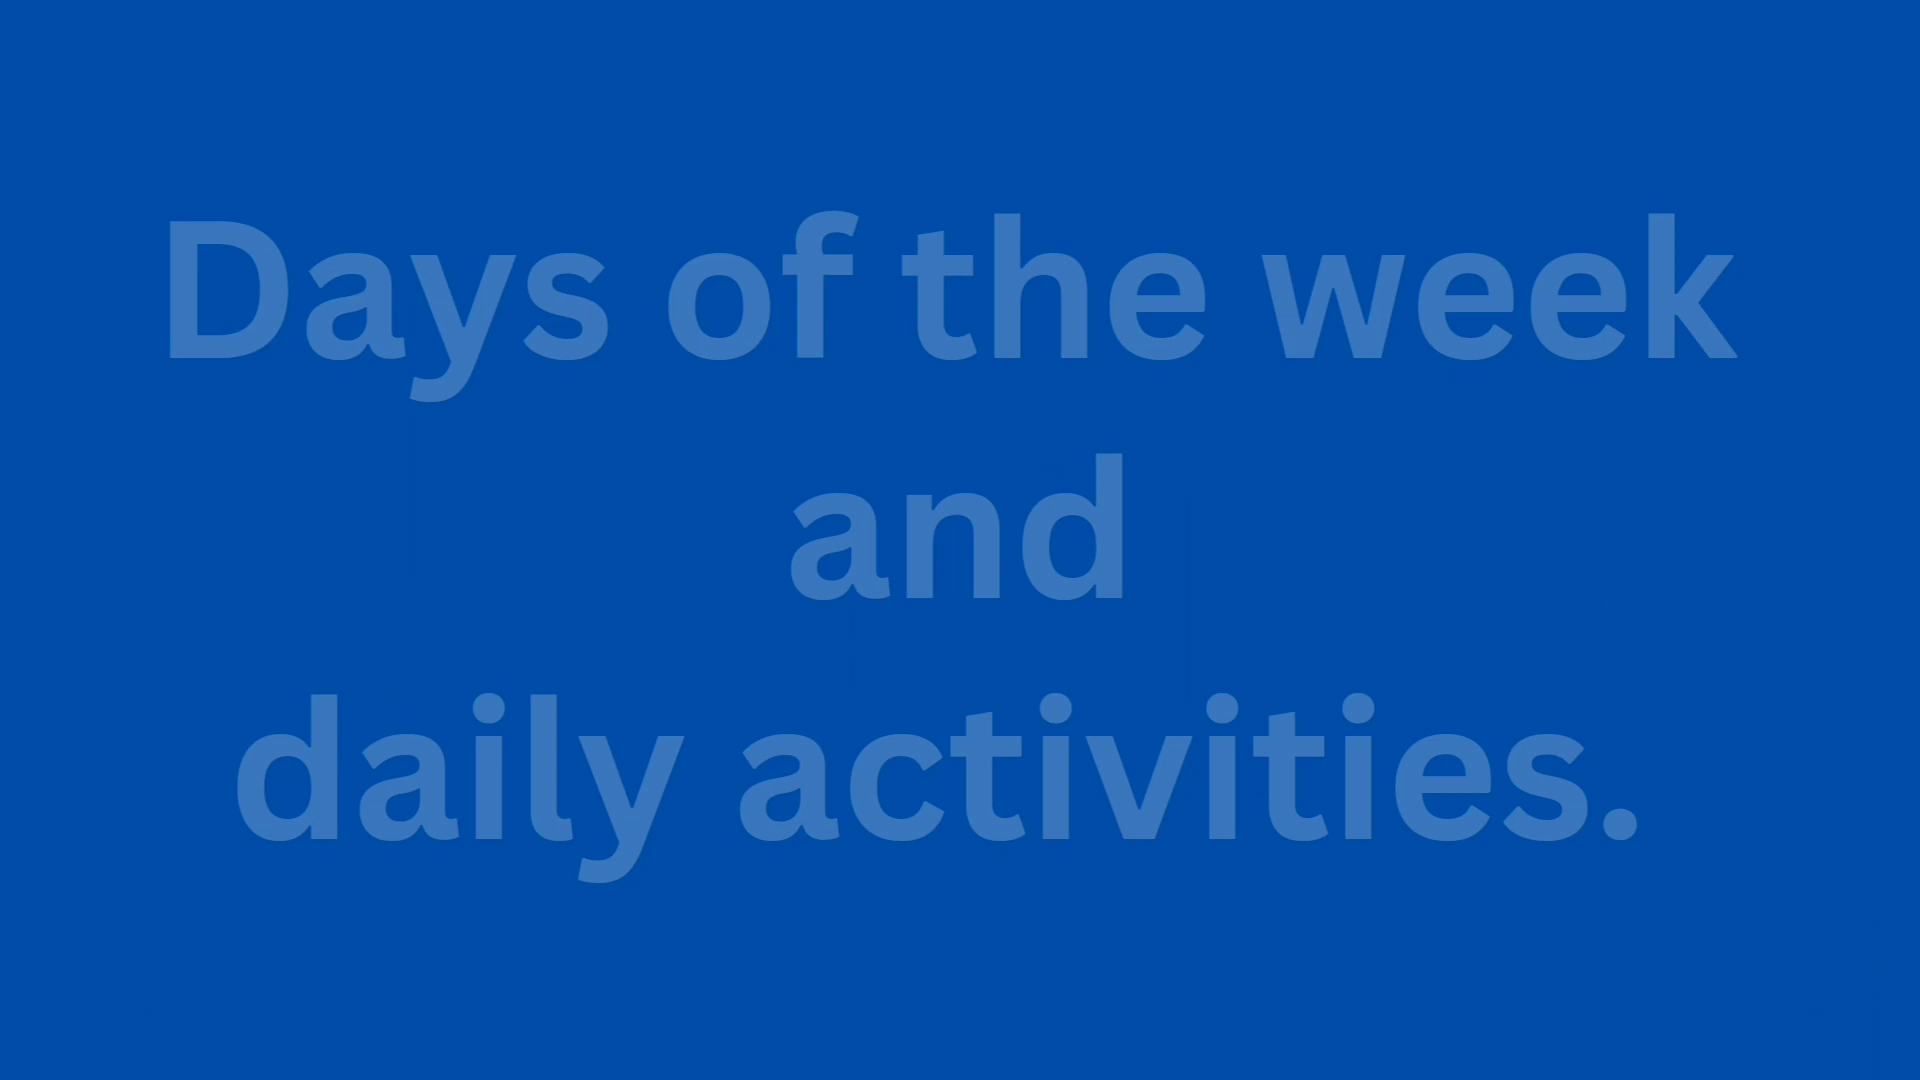 Days of the week
and
daily activities.